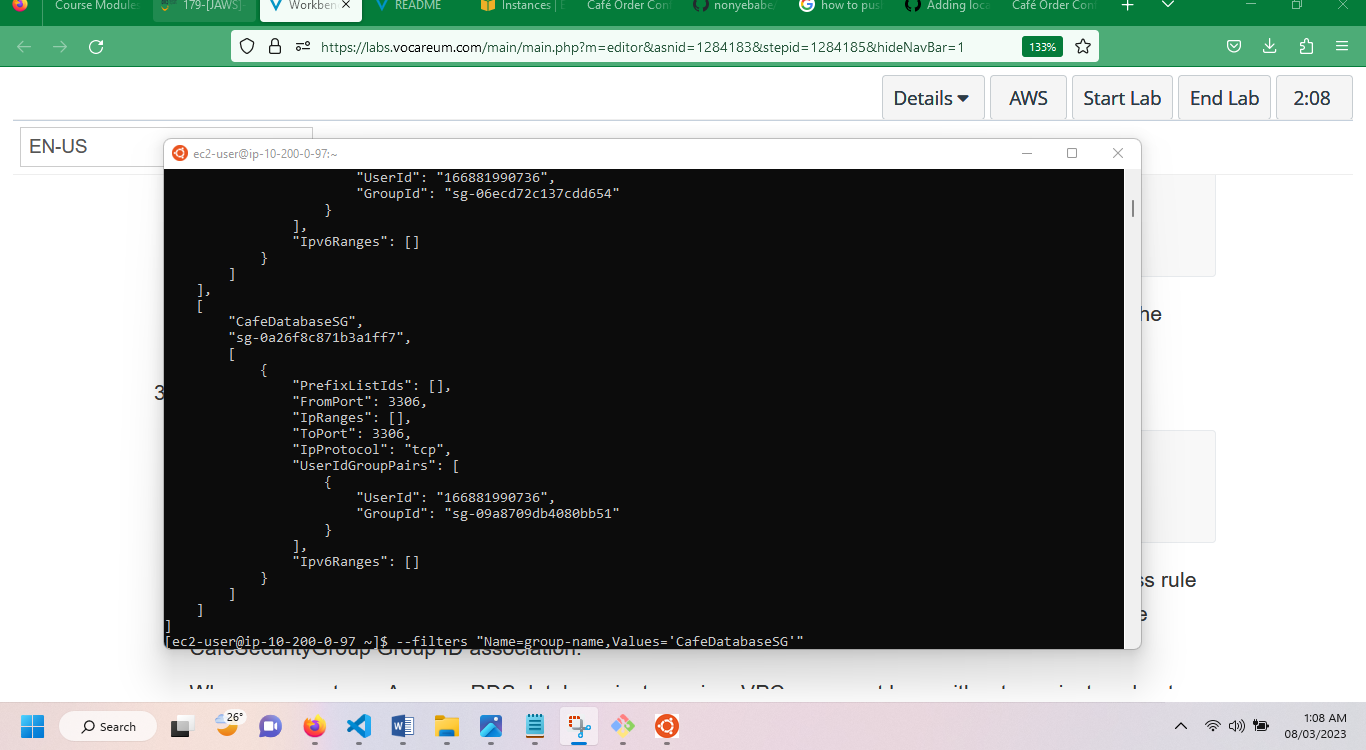 Course Module
179-[JAWS]-
Workben
README
Instances | E
Café Order Con
nonyebabe/
how to pus
Adding loca
Café Order Con
https://labs.vocareum.com/main/main.php?m=editor&asnid=1284183&stepid=1284185&hideNavBar=1
133%
Details
AWS
Start Lab
End Lab
2:08
EN-US
ec2-user@ip-10-200-0-97:~
"UserId": "166881990736",
"GroupId": "sg-06ecd72c137cdd654"
}
],
"Ipv6Ranges": []
}
]
],
[
"CafeDatabaseSG",
"sg-0a26f8c871b3a1ff7",
[
{
"PrefixListIds": [],
"FromPort": 3306,
"IpRanges": [],
"ToPort": 3306,
"IpProtocol": "tcp",
"UserIdGroupPairs": [
{
"UserId": "166881990736",
"GroupId": "sg-09a8709db4080bb51"
}
],
"Ipv6Ranges": []
}
]
]
]
[ec2-user@ip-10-200-0-97 ~]$ --filters "Name=group-name,Values='CafeDatabaseSG'"
he
3
ss rule
e
CafeSecurityGroup Group ID association.
26°
Search
1:08 AM
08/03/2023